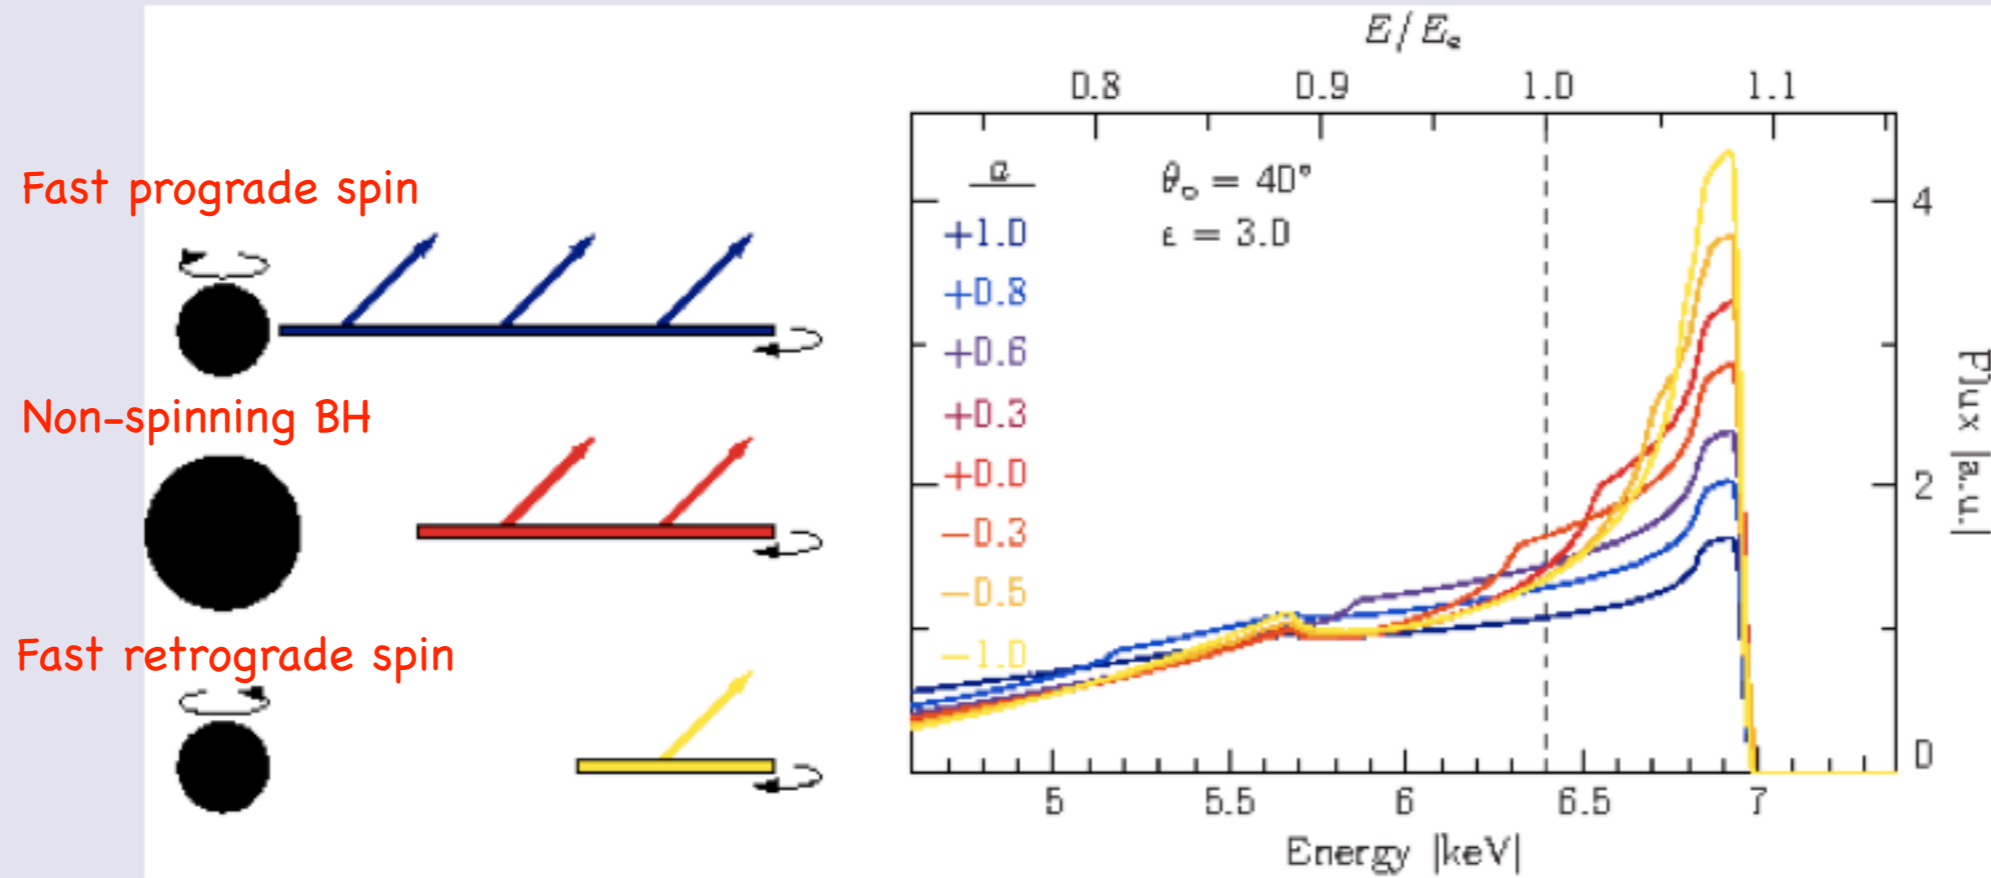 Fast prograde spin
Non-spinning BH
Fast retrograde spin
E/Eₑ
0.8 0.9 1.0 1.1
a
+1.0
+0.8
+0.6
+0.3
+0.0
-0.3
-0.5
-1.0
θₒ = 40°
ε = 3.0
4
2
0
Flux [a.u.]
5 5.5 6 6.5 7
Energy [keV]